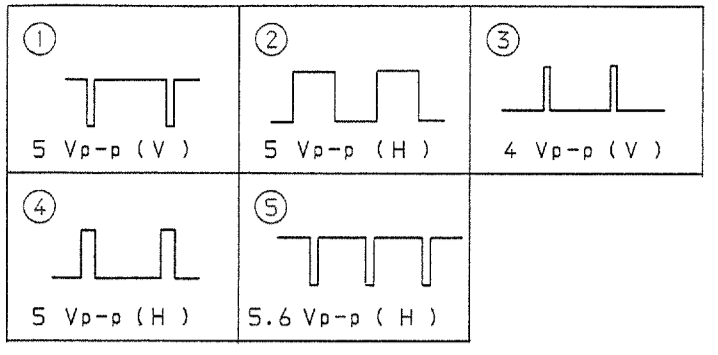 ①
②
③
5 Vp-p (V )
5 Vp-p (H )
4 Vp-p (V )
④
⑤
5 Vp-p (H )
5.6 Vp-p ( H )